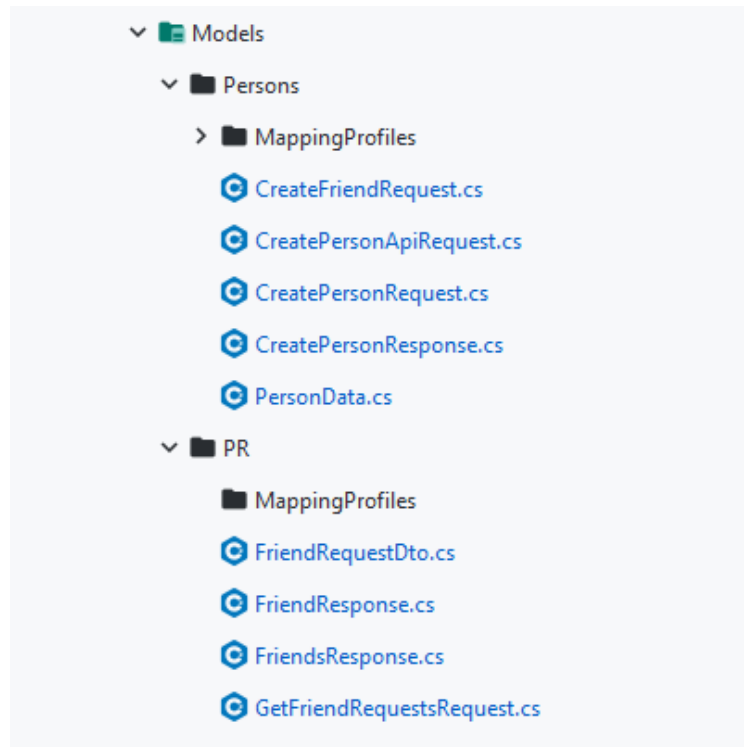 Models
Persons
MappingProfiles
CreateFriendRequest.cs
CreatePersonApiRequest.cs
CreatePersonRequest.cs
CreatePersonResponse.cs
PersonData.cs
PR
MappingProfiles
FriendRequestDto.cs
FriendResponse.cs
FriendsResponse.cs
GetFriendRequestsRequest.cs